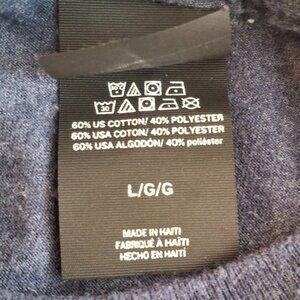 60% US COTTON/ 40% POLYESTER
60% USA COTON/ 40% POLYESTER
60% USA ALGODÓN/ 40% poliéster
L/G/G
MADE IN HAITI
FABRIQUÉ À HAÏTI
HECHO EN HAITÍ